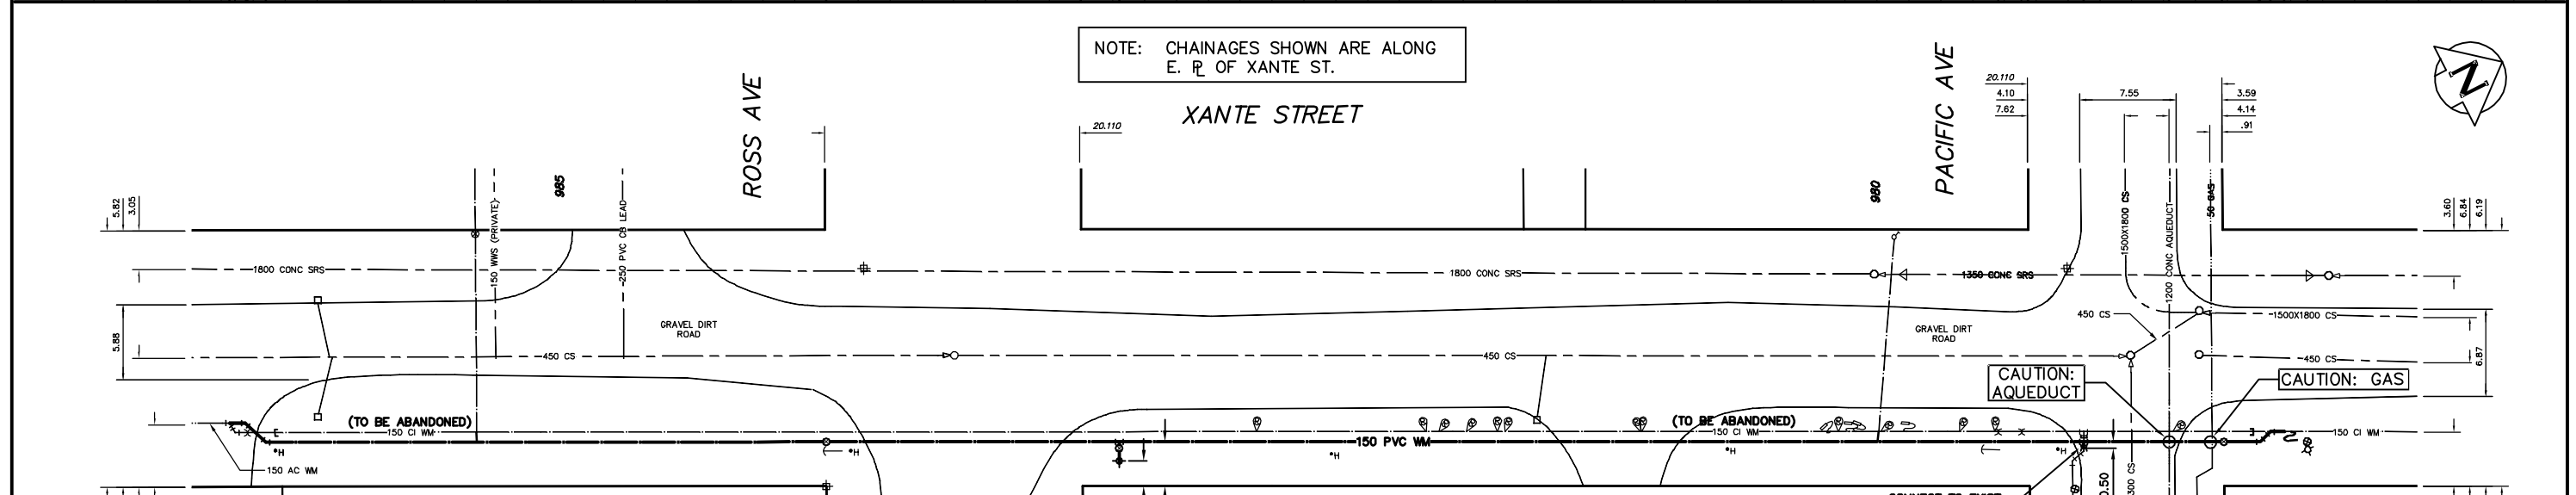 NOTE: CHAINAGES SHOWN ARE ALONG
E. ⅊ OF XANTE ST.
XANTE STREET
ROSS AVE
PACIFIC AVE
N
20.110
20.110
4.10
7.62
7.55
3.59
4.14
.91
985
980
5.82
3.05
3.60
6.84
6.19
150 WWS (PRIVATE)
250 PVC CB LEAD
1500X1800 CS
1200 CONC AQUEDUCT
50 GAS
1800 CONC SRS
1800 CONC SRS
1350 CONC SRS
5.88
GRAVEL DIRT
ROAD
GRAVEL DIRT
ROAD
450 CS
1500X1800 CS
450 CS
450 CS
450 CS
6.87
CAUTION:
AQUEDUCT
CAUTION: GAS
(TO BE ABANDONED)
150 CI WM
(TO BE ABANDONED)
150 CI WM
150 CI WM
150 PVC WM
H
H
H
H
H
150 AC WM
300 CS
0.50